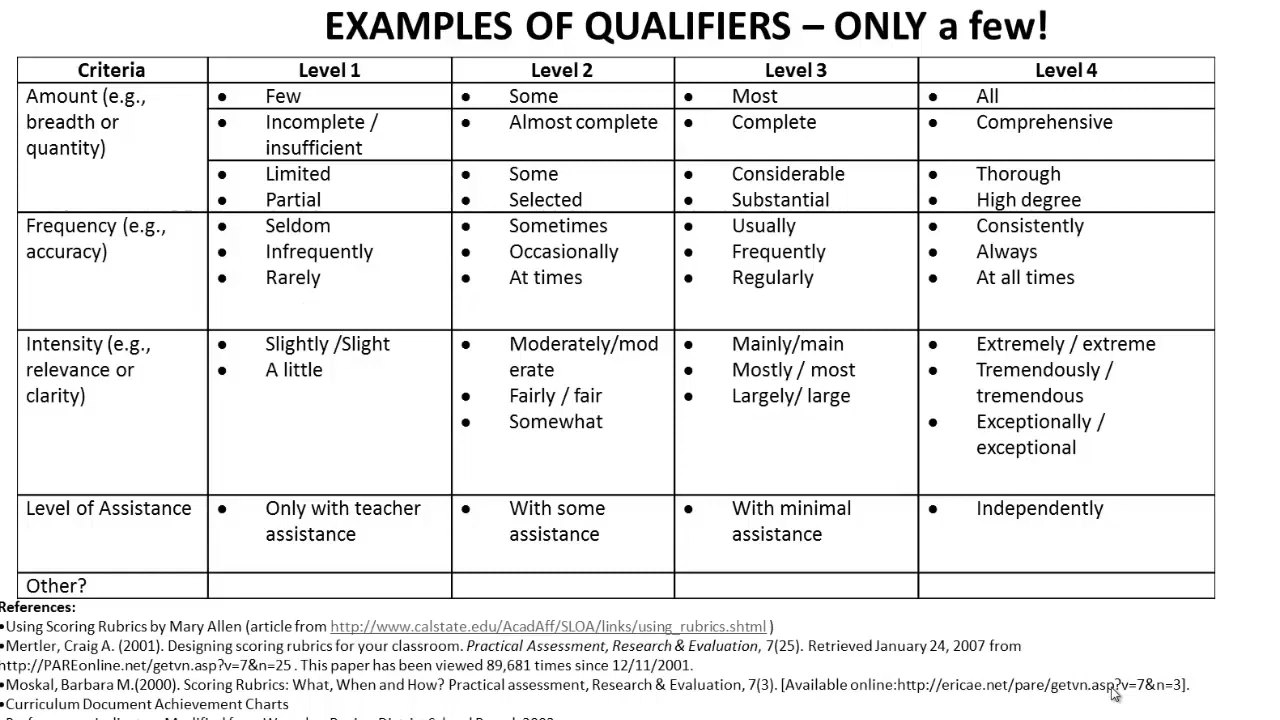 EXAMPLES OF QUALIFIERS – ONLY a few!
Criteria Level 1 Level 2 Level 3 Level 4
Amount (e.g., breadth or quantity)
• Few • Some • Most • All
• Incomplete / insufficient • Almost complete • Complete • Comprehensive
• Limited • Some • Considerable • Thorough
• Partial • Selected • Substantial • High degree
Frequency (e.g., accuracy)
• Seldom • Sometimes • Usually • Consistently
• Infrequently • Occasionally • Frequently • Always
• Rarely • At times • Regularly • At all times
Intensity (e.g., relevance or clarity)
• Slightly /Slight • Moderately/moderate • Mainly/main • Extremely / extreme
• A little • Fairly / fair • Mostly / most • Tremendously / tremendous
• Somewhat • Largely/ large • Exceptionally / exceptional
Level of Assistance • Only with teacher assistance • With some assistance • With minimal assistance • Independently
Other?
References:
•Using Scoring Rubrics by Mary Allen (article from http://www.calstate.edu/AcadAff/SLOA/links/using_rubrics.shtml )
•Mertler, Craig A. (2001). Designing scoring rubrics for your classroom. Practical Assessment, Research & Evaluation, 7(25). Retrieved January 24, 2007 from
http://PAREonline.net/getvn.asp?v=7&n=25 . This paper has been viewed 89,681 times since 12/11/2001.
•Moskal, Barbara M.(2000). Scoring Rubrics: What, When and How? Practical assessment, Research & Evaluation, 7(3). [Available online:http://ericae.net/pare/getvn.asp?v=7&n=3].
•Curriculum Document Achievement Charts